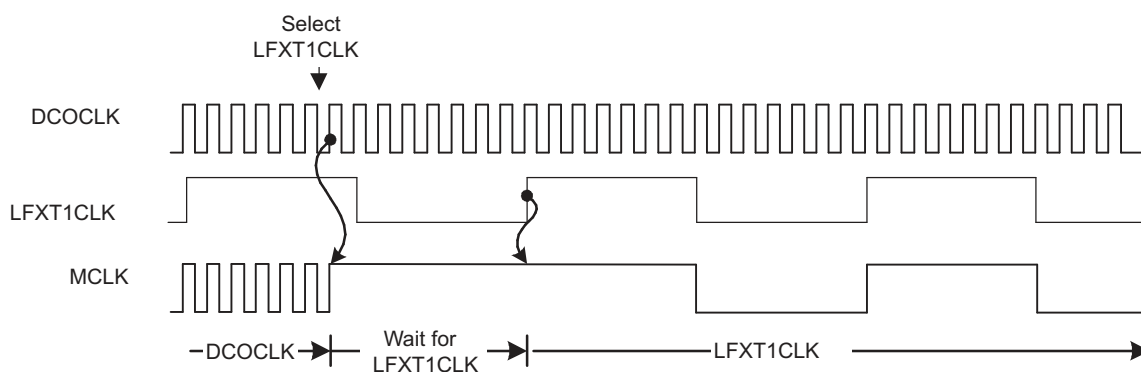 Select
LFXT1CLK
DCOCLK
LFXT1CLK
MCLK
DCOCLK
Wait for
LFXT1CLK
LFXT1CLK